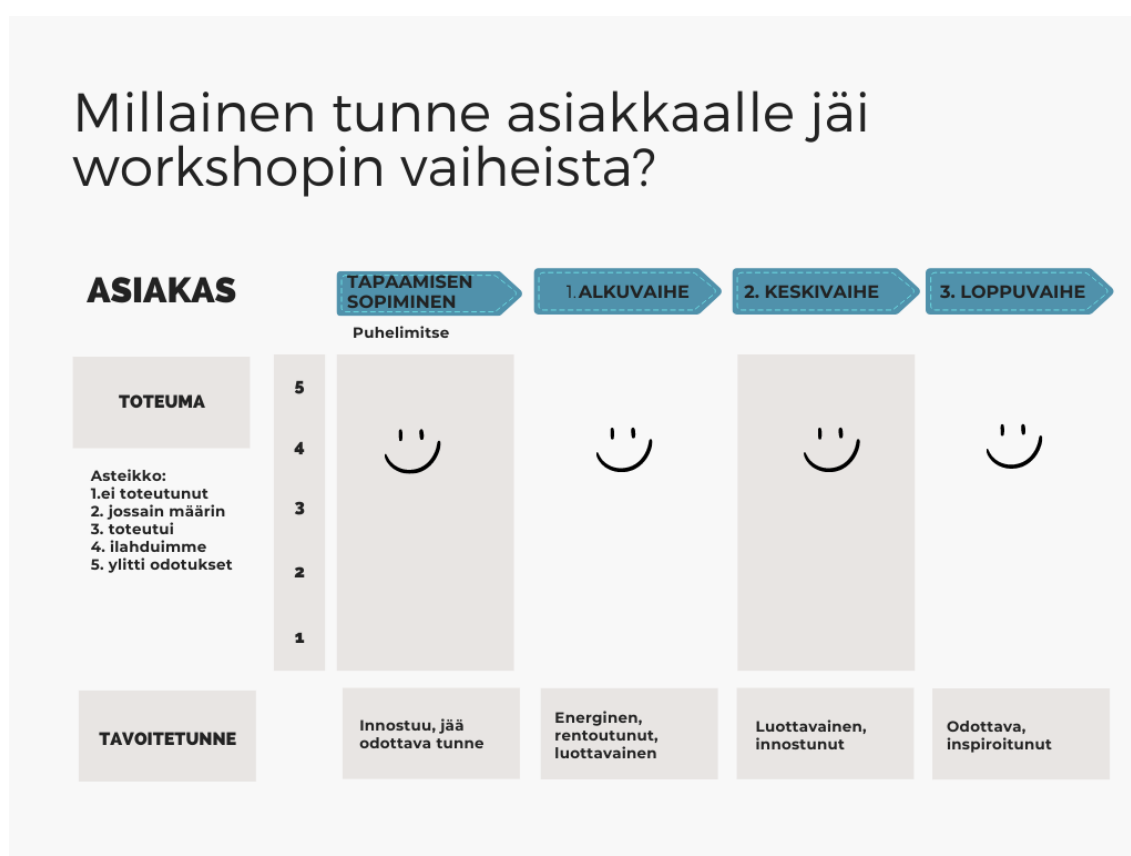 Millainen tunne asiakkaalle jäi
workshopin vaiheista?
ASIAKAS
TAPAAMISEN
SOPIMINEN
1.ALKUVAIHE
2. KESKIVAIHE
3. LOPPUVAIHE
Puhelimitse
TOTEUMA
Asteikko:
1.ei toteutunut
2. jossain määrin
3. toteutui
4. ilahduimme
5. ylitti odotukset
5
4
3
2
1
TAVOITETUNNE
Innostuu, jää
odottava tunne
Energinen,
rentoutunut,
luottavainen
Luottavainen,
innostunut
Odottava,
inspiroitunut